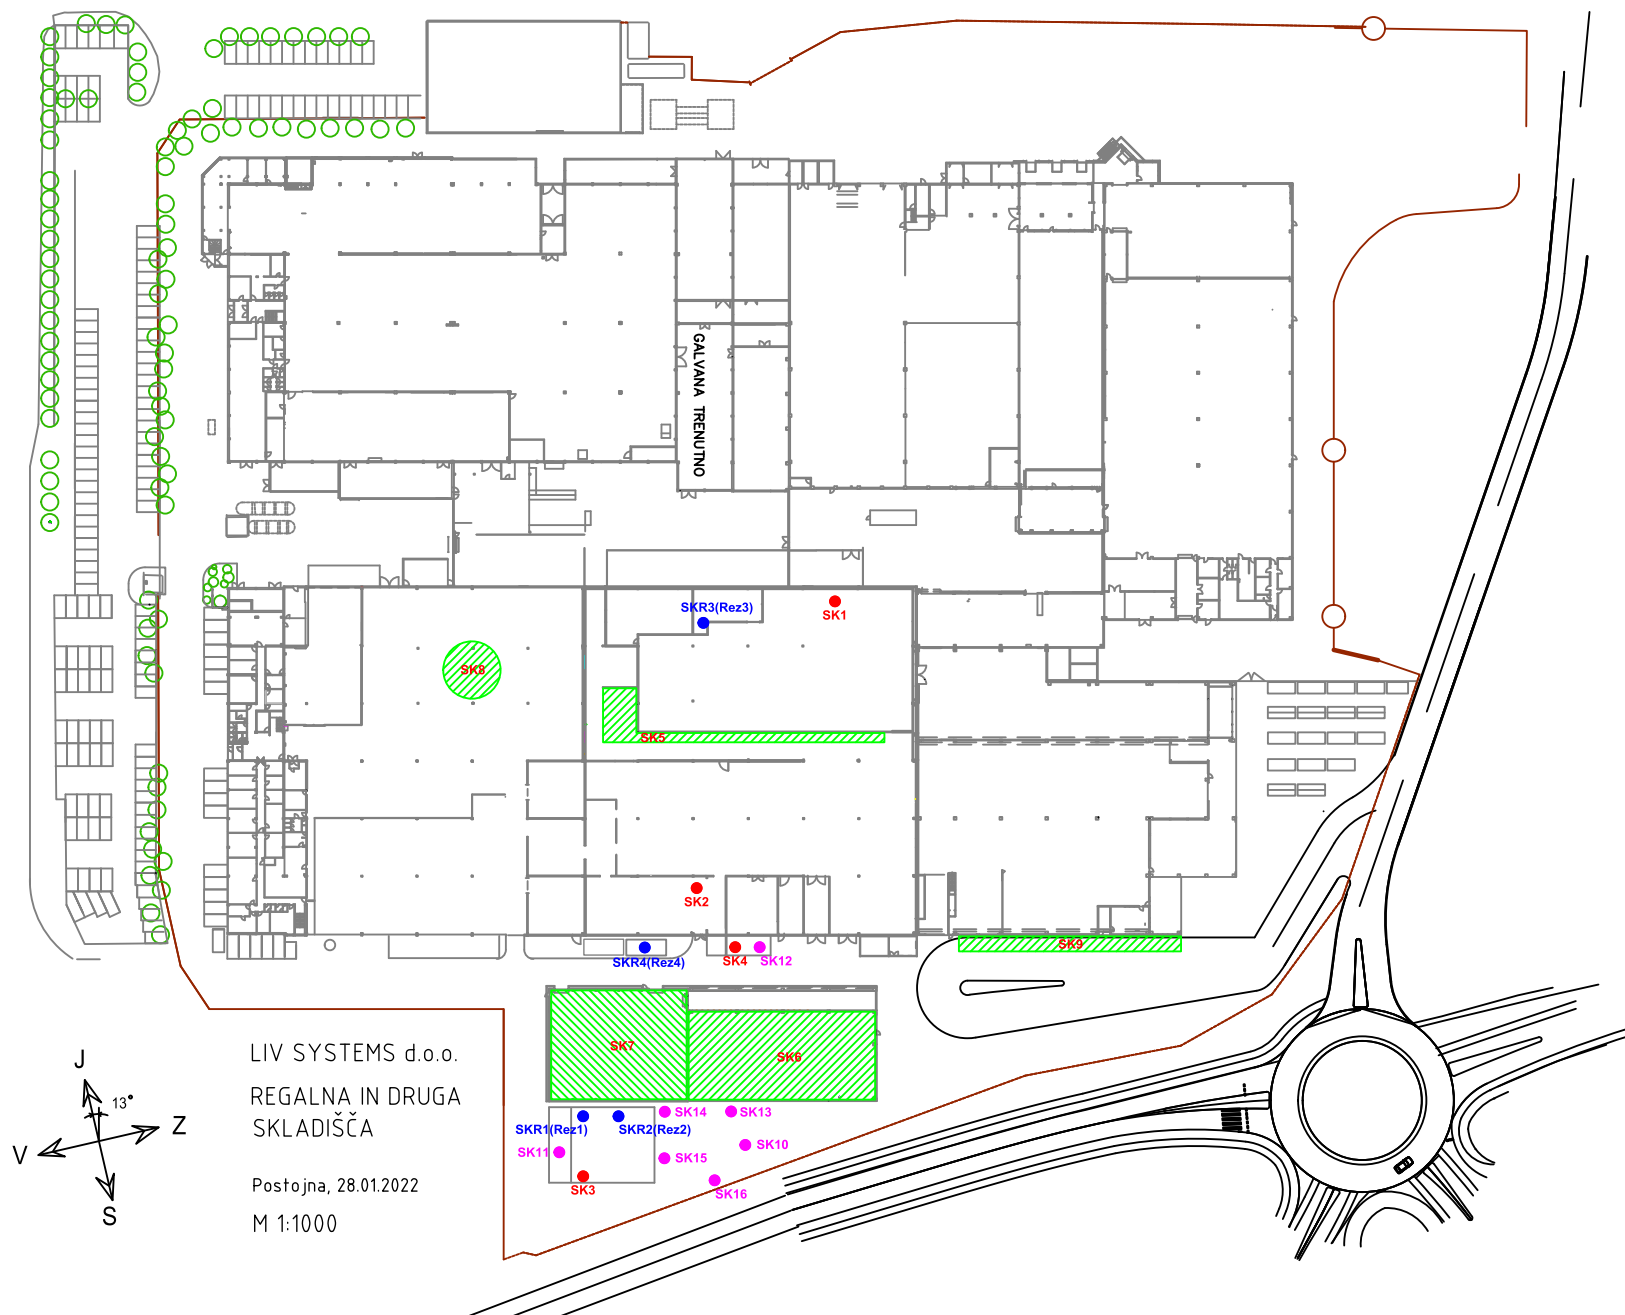 GALVANA TRENUTNO
SKR3(Rez3)
SK1
SK8
SK5
SK2
SKR4(Rez4)
SK4
SK12
SK9
SK7
SK6
SK14
SK13
SKR1(Rez1)
SKR2(Rez2)
SK11
SK10
SK15
SK3
SK16
J
13°
Z
V
S
LIV SYSTEMS d.o.o.
REGALNA IN DRUGA
SKLADIŠČA
Postojna, 28.01.2022
M 1:1000